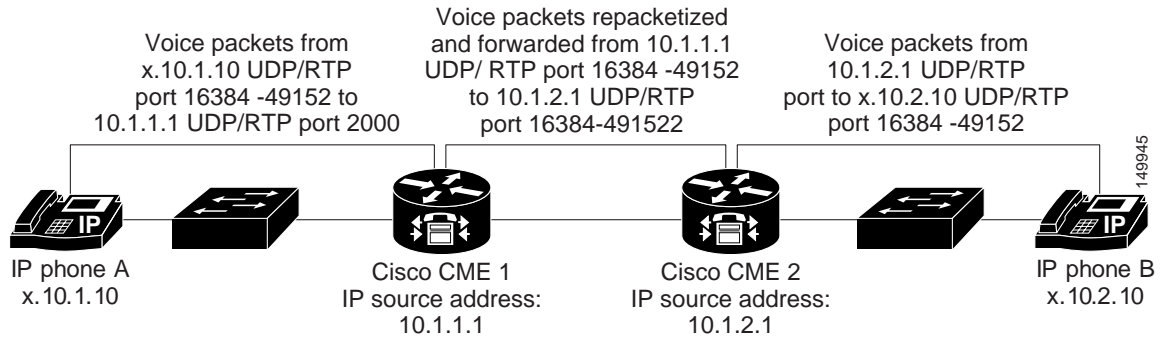 Voice packets from
x.10.1.10 UDP/RTP
port 16384 -49152 to
10.1.1.1 UDP/RTP port 2000
Voice packets repacketized
and forwarded from 10.1.1.1
UDP/ RTP port 16384 -49152
to 10.1.2.1 UDP/RTP
port 16384-491522
Voice packets from
10.1.2.1 UDP/RTP
port to x.10.2.10 UDP/RTP
port 16384 -49152
149945
IP
IP
IP phone A
x.10.1.10
Cisco CME 1
IP source address:
10.1.1.1
Cisco CME 2
IP source address:
10.1.2.1
IP phone B
x.10.2.10